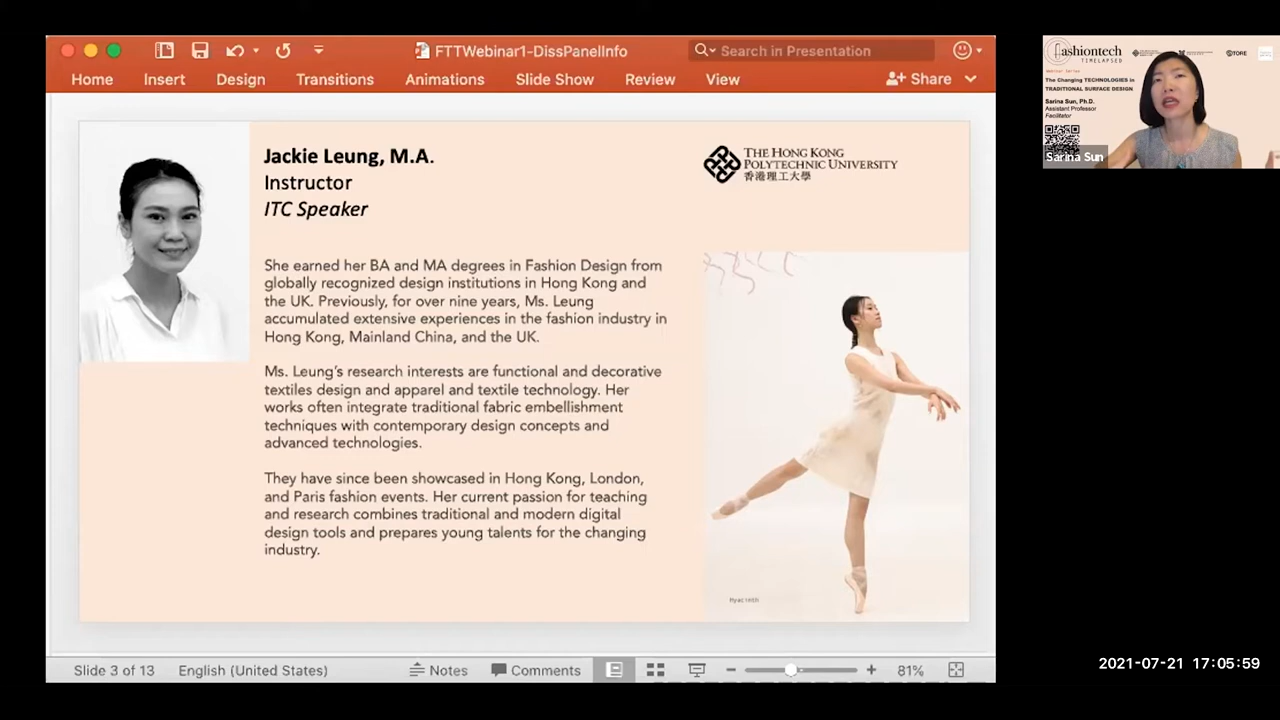 FTTWebinar1-DissPanelInfo
Search in Presentation
Home Insert Design Transitions Animations Slide Show Review View Share
Jackie Leung, M.A.
Instructor
ITC Speaker
THE HONG KONG
POLYTECHNIC UNIVERSITY
香港理工大學
She earned her BA and MA degrees in Fashion Design from
globally recognized design institutions in Hong Kong and
the UK. Previously, for over nine years, Ms. Leung
accumulated extensive experiences in the fashion industry in
Hong Kong, Mainland China, and the UK.
Ms. Leung's research interests are functional and decorative
textiles design and apparel and textile technology. Her
works often integrate traditional fabric embellishment
techniques with contemporary design concepts and
advanced technologies.
They have since been showcased in Hong Kong, London,
and Paris fashion events. Her current passion for teaching
and research combines traditional and modern digital
design tools and prepares young talents for the changing
industry.
Slide 3 of 13 English (United States) Notes Comments 81%
fashiontech
TIMELAPSED
STORE
The Changing TECHNOLOGIES in
TRADITIONAL SURFACE DESIGN
Sarina Sun, Ph.D.
Assistant Professor
Facilitator
Sarina Sun
2021-07-21 17:05:59